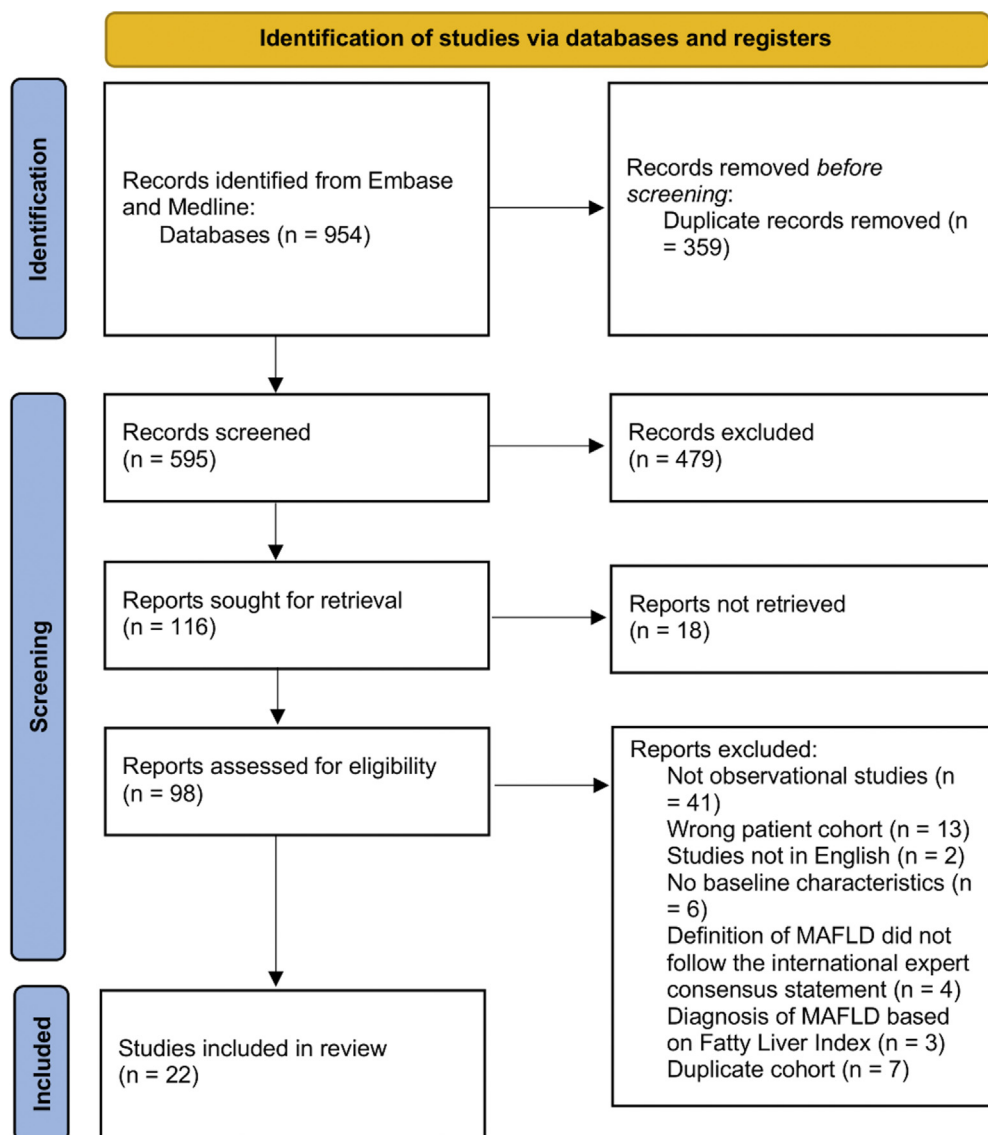 Identification of studies via databases and registers
Identification
Records identified from Embase
and Medline:
Databases (n = 954)
Records removed before
screening:
Duplicate records removed (n
= 359)
Screening
Records screened
(n = 595)
Records excluded
(n = 479)
Reports sought for retrieval
(n = 116)
Reports not retrieved
(n = 18)
Reports assessed for eligibility
(n = 98)
Reports excluded:
Not observational studies (n
= 41)
Wrong patient cohort (n = 13)
Studies not in English (n = 2)
No baseline characteristics (n
= 6)
Definition of MAFLD did not
follow the international expert
consensus statement (n = 4)
Diagnosis of MAFLD based
on Fatty Liver Index (n = 3)
Duplicate cohort (n = 7)
Included
Studies included in review
(n = 22)